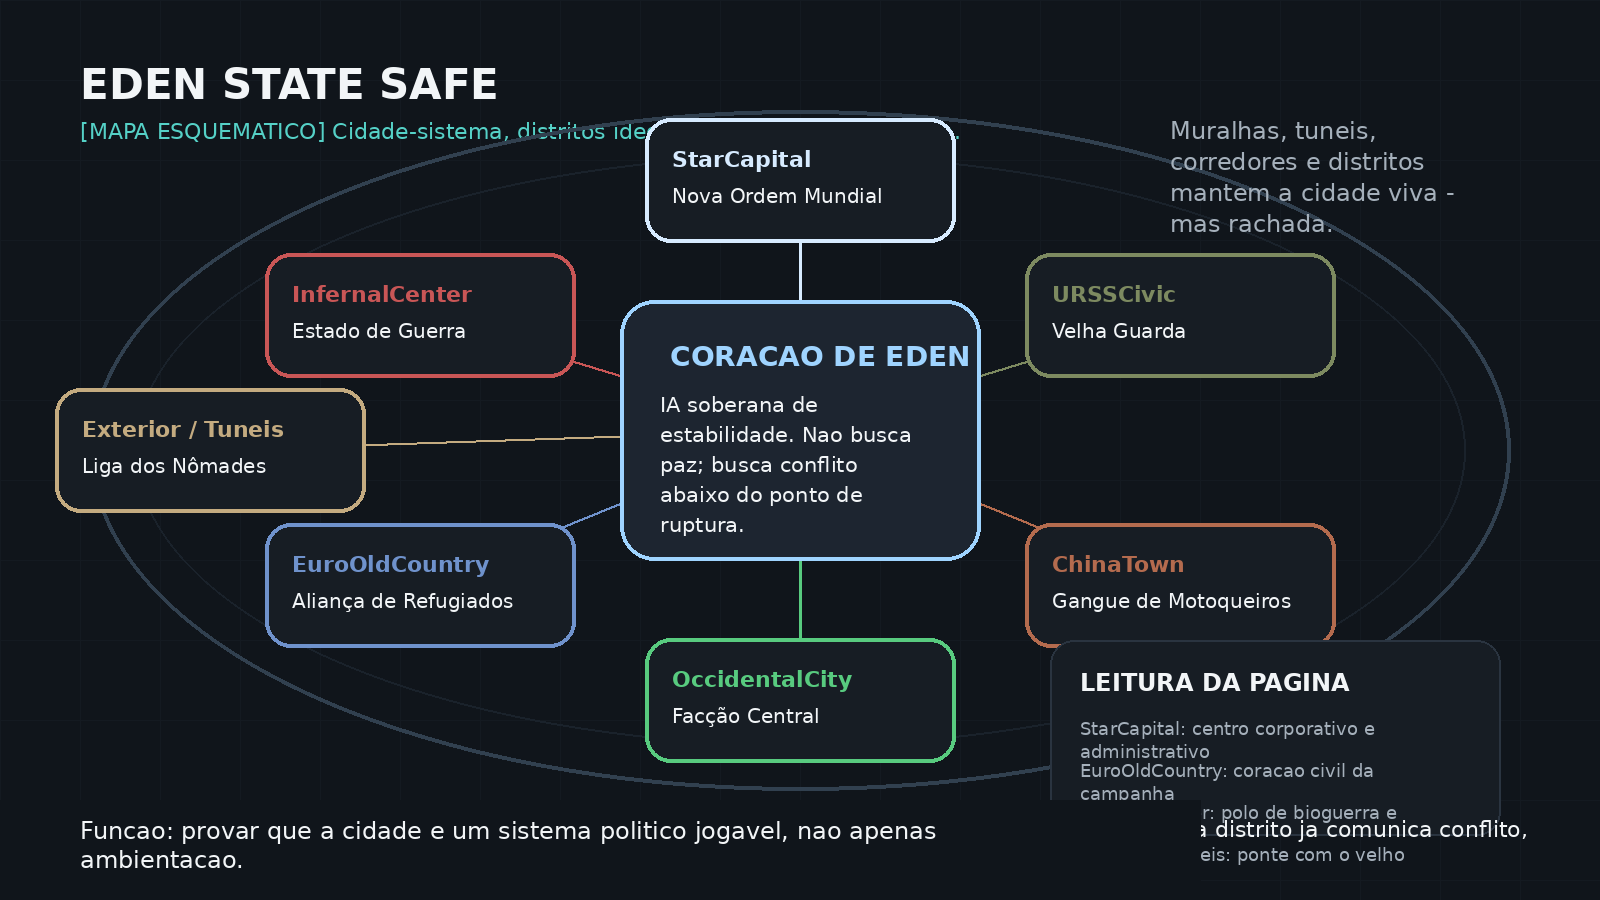 EDEN STATE SAFE
[MAPA ESQUEMATICO] Cidade-sistema, distritos
Muralhas, tuneis,
corredores e distritos
mantem a cidade viva -
mas rachada.
StarCapital
Nova Ordem Mundial
InfernalCenter
Estado de Guerra
URSSCivic
Velha Guarda
CORACAO DE EDEN
IA soberana de
estabilidade. Nao busca
paz; busca conflito
abaixo do ponto de
ruptura.
Exterior / Tuneis
Liga dos Nômades
EuroOldCountry
Aliança de Refugiados
ChinaTown
Gangue de Motoqueiros
OccidentalCity
Facção Central
LEITURA DA PAGINA
StarCapital: centro corporativo e
administrativo
EuroOldCountry: coracao civil da
campanha
: polo de bioguerra e
distrito ja comunica conflito,
: ponte com o velho
Funcao: provar que a cidade e um sistema politico jogavel, nao apenas
ambientacao.